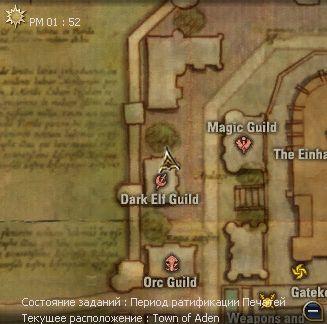 PM 01 : 52
Magic Guild
The Einha
Dark Elf Guild
Orc Guild
Gateke
Состояние заданий : Период ратификации Печатей
Weapons and
Текущее расположение : Town of Aden